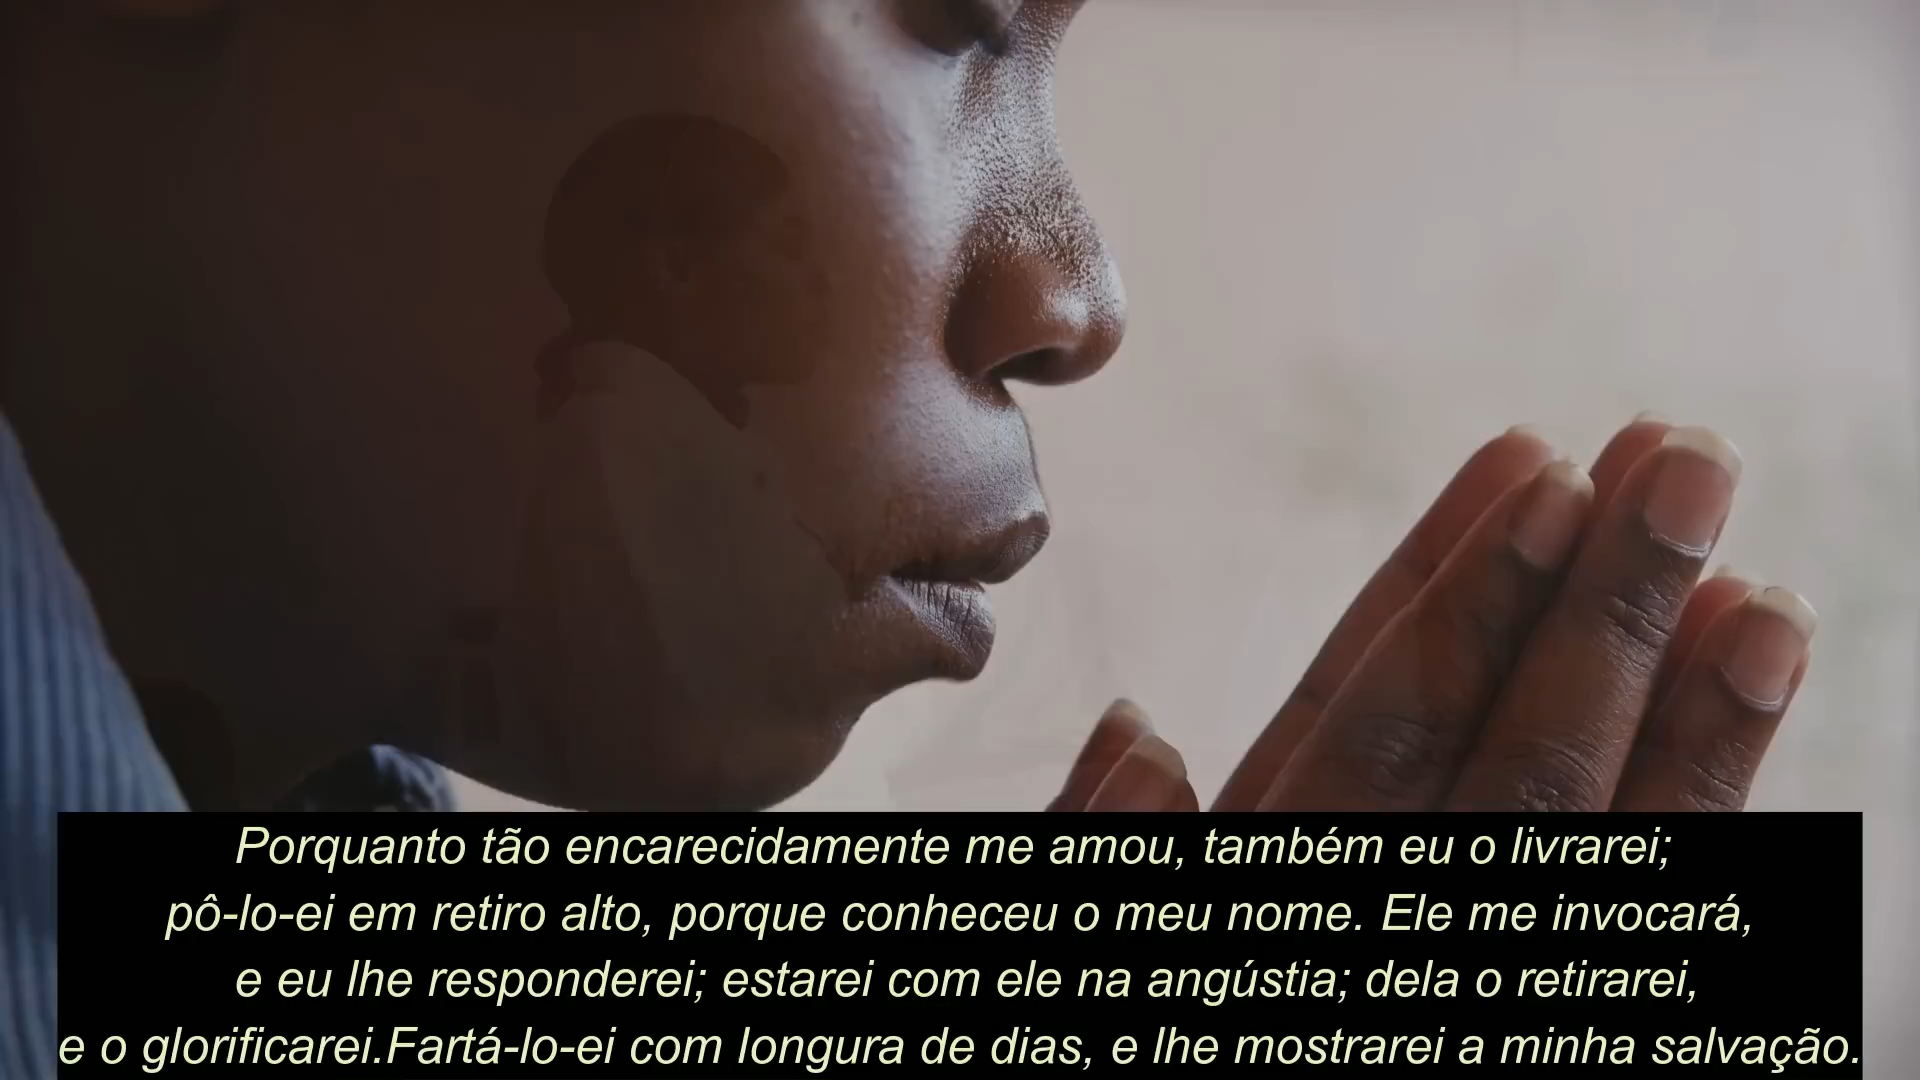 Porquanto tão encarecidamente me amou, também eu o livrarei;
pô-lo-ei em retiro alto, porque conheceu o meu nome. Ele me invocará,
e eu lhe responderei; estarei com ele na angústia; dela o retirarei,
e o glorificarei.Fartá-lo-ei com longura de dias, e lhe mostrarei a minha salvação.